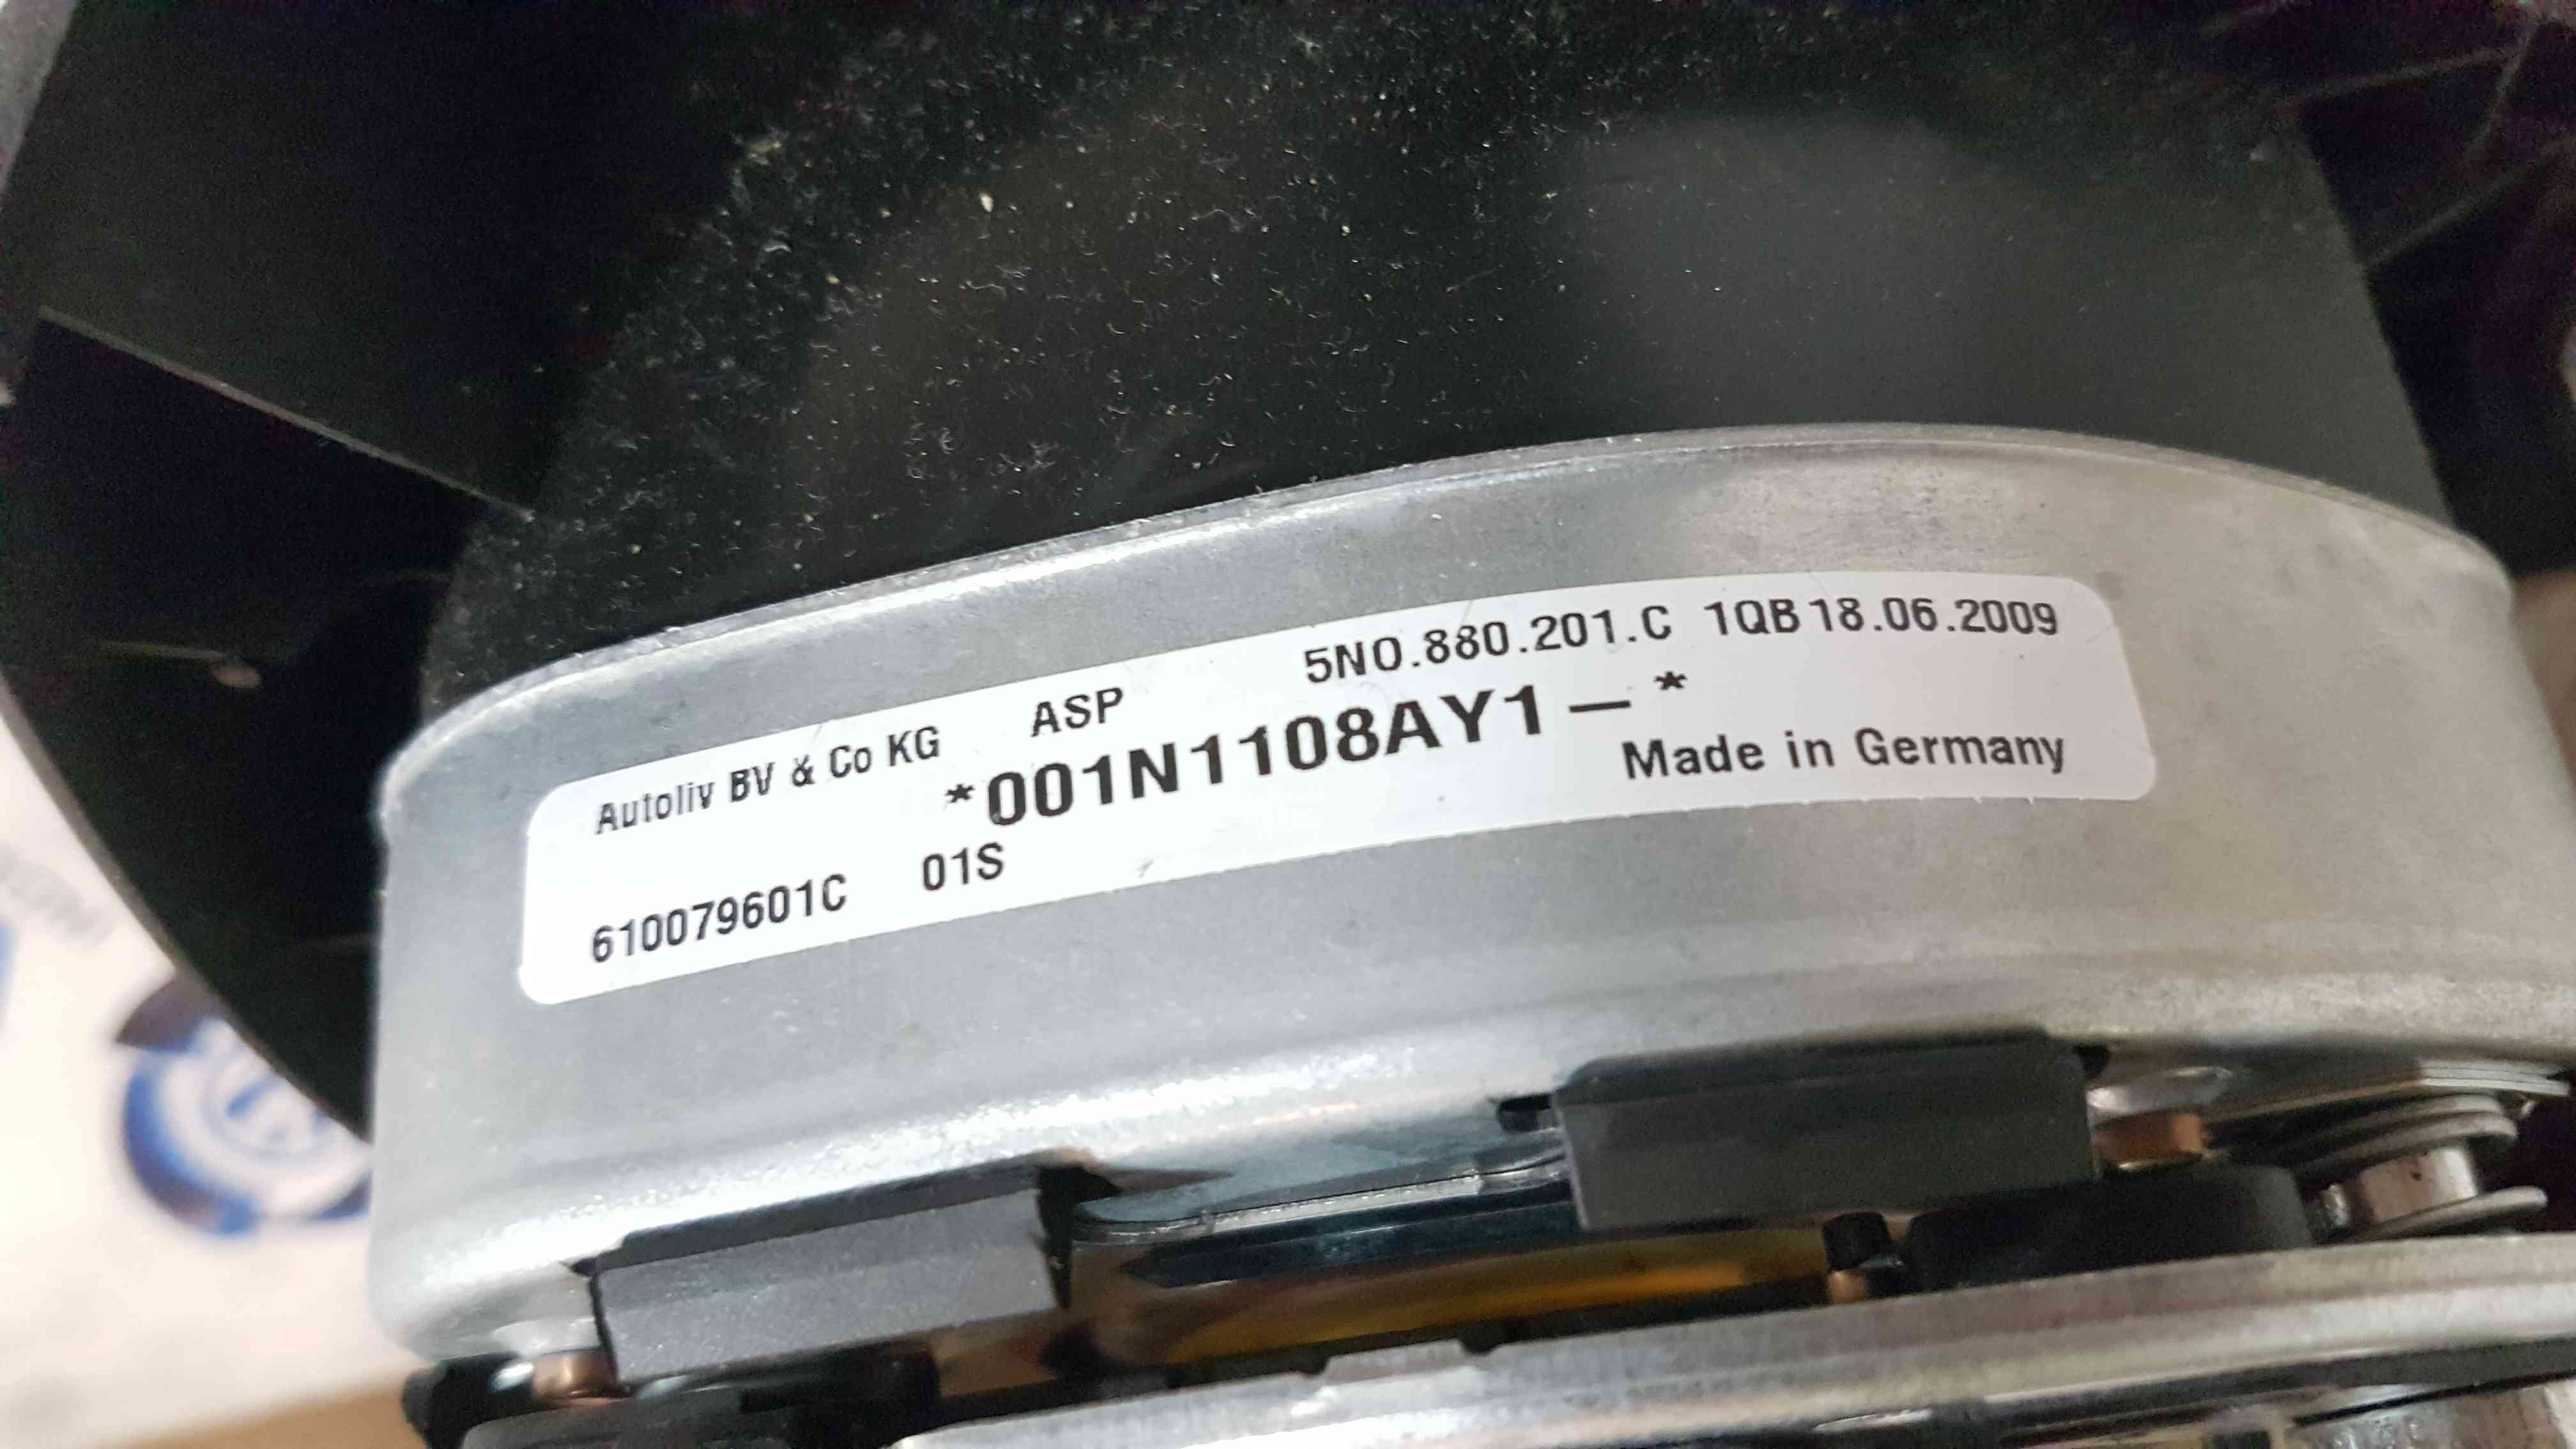 Autoliv BV & Co KG ASP 5N0.880.201.C 1QB 18.06.2009
*001N1108AY1–*
610079601C 01S Made in Germany